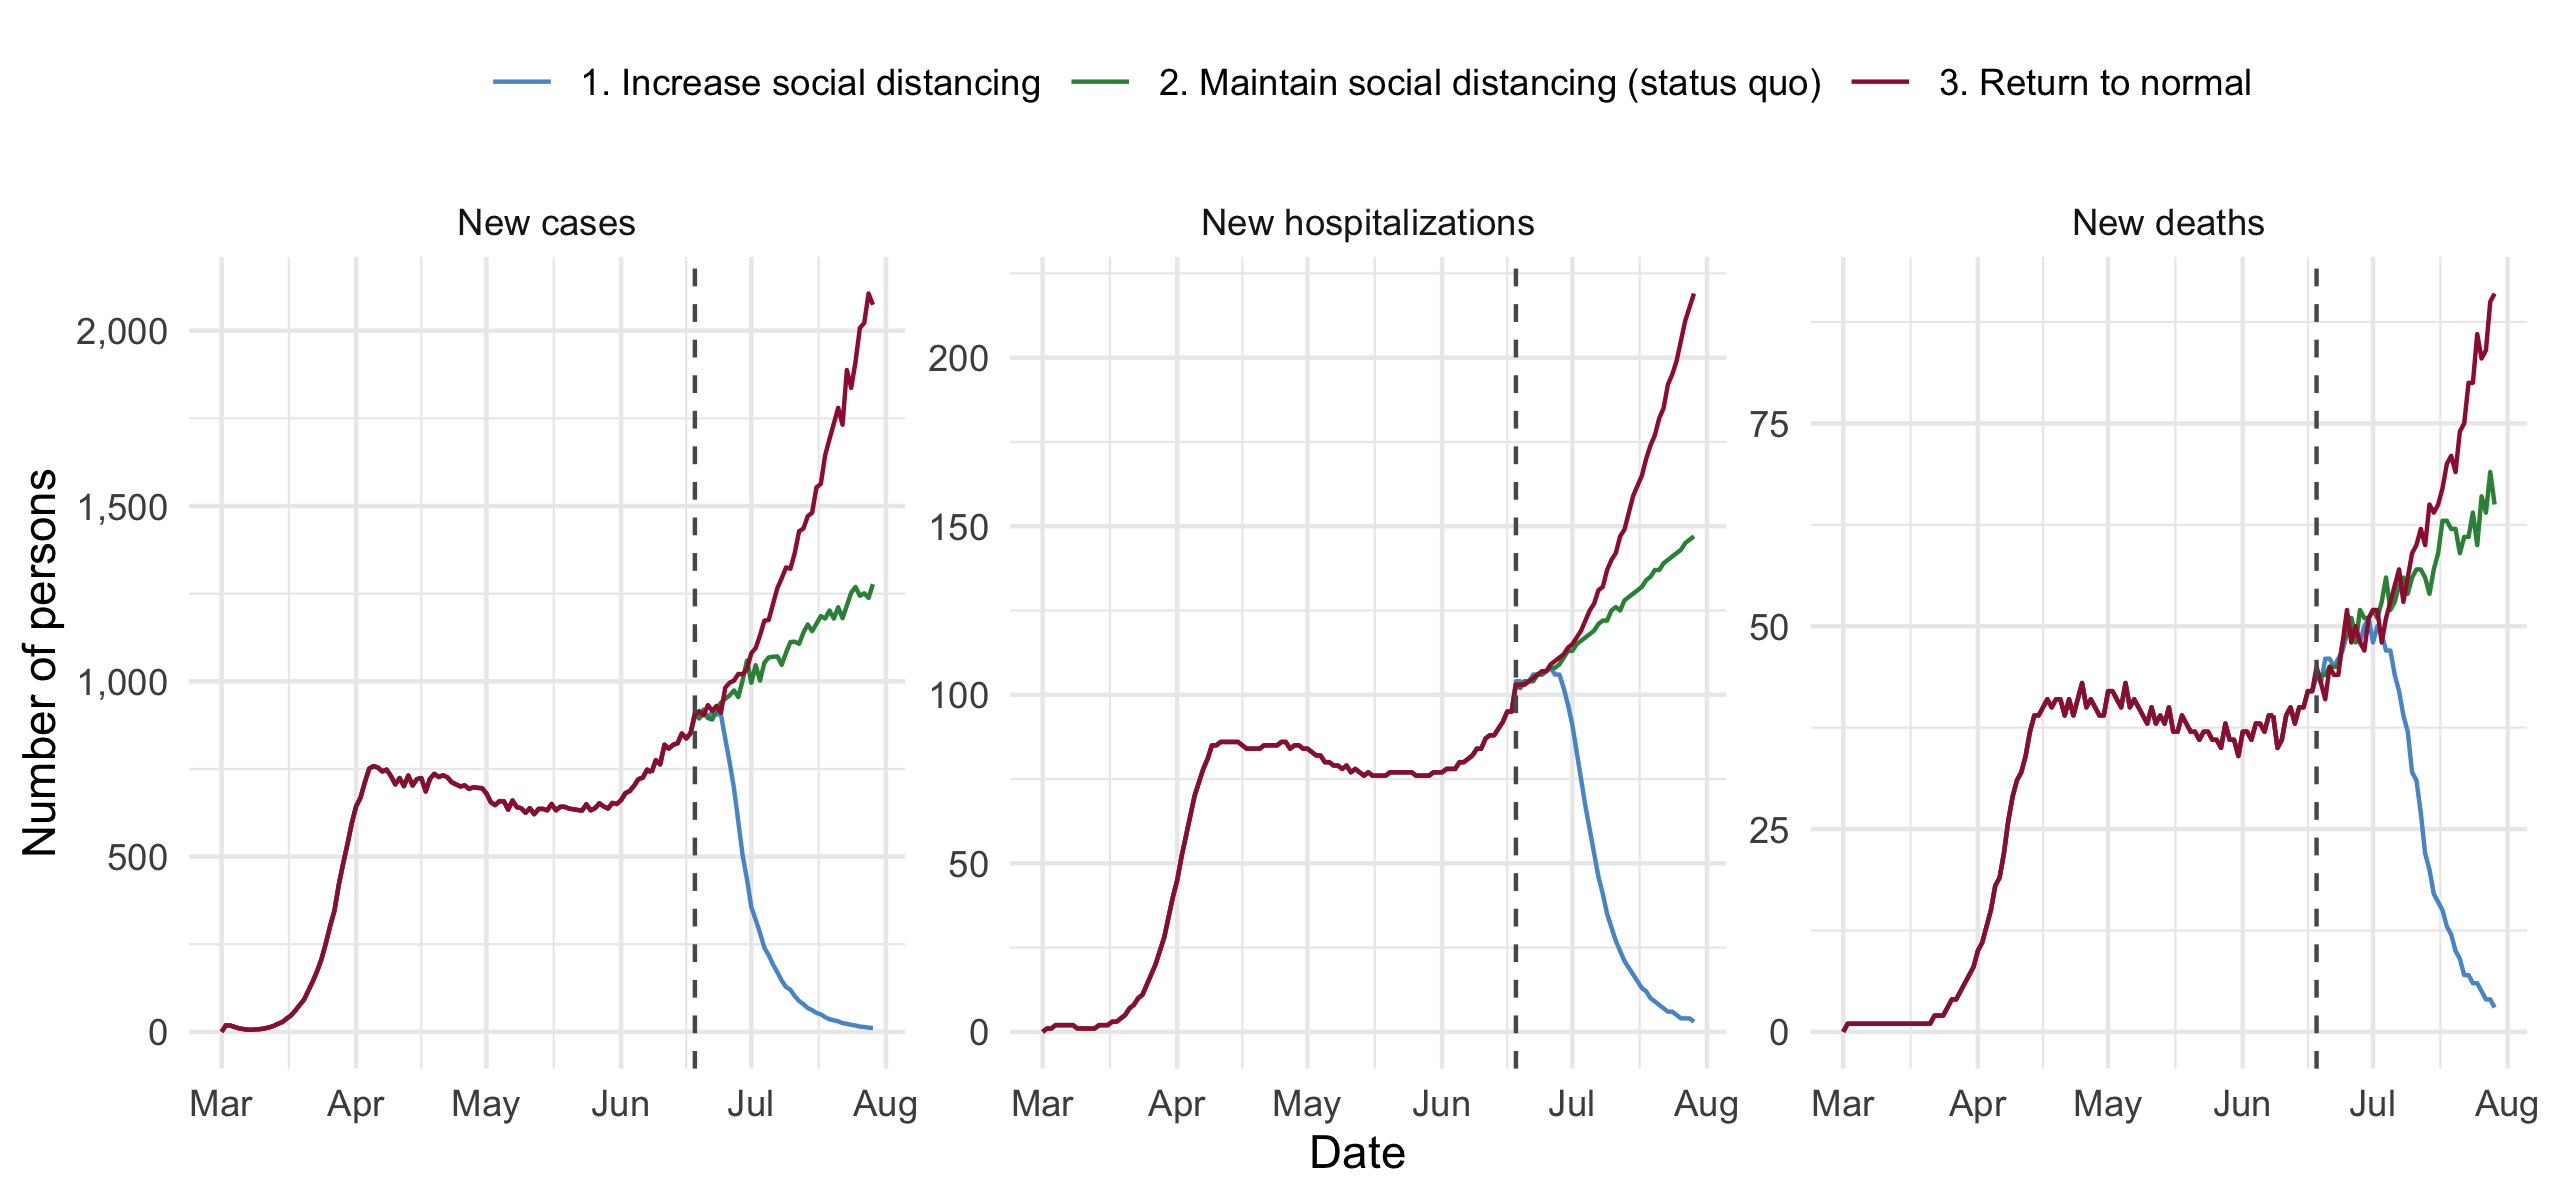 1. Increase social distancing 2. Maintain social distancing (status quo) 3. Return to normal
New cases New hospitalizations New deaths
Number of persons
2,000
1,500
1,000
500
0
200
150
100
50
0
75
50
25
0
Mar Apr May Jun Jul Aug Mar Apr May Jun Jul Aug Mar Apr May Jun Jul Aug
Date